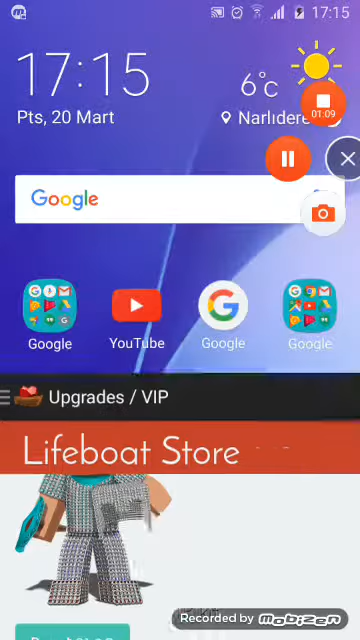 17:15
17:15
6°c
Pts, 20 Mart
Narlıdere
01:09
Google
Google
YouTube
Google
Google
Upgrades / VIP
Lifeboat Store
Recorded by MOBIZEN